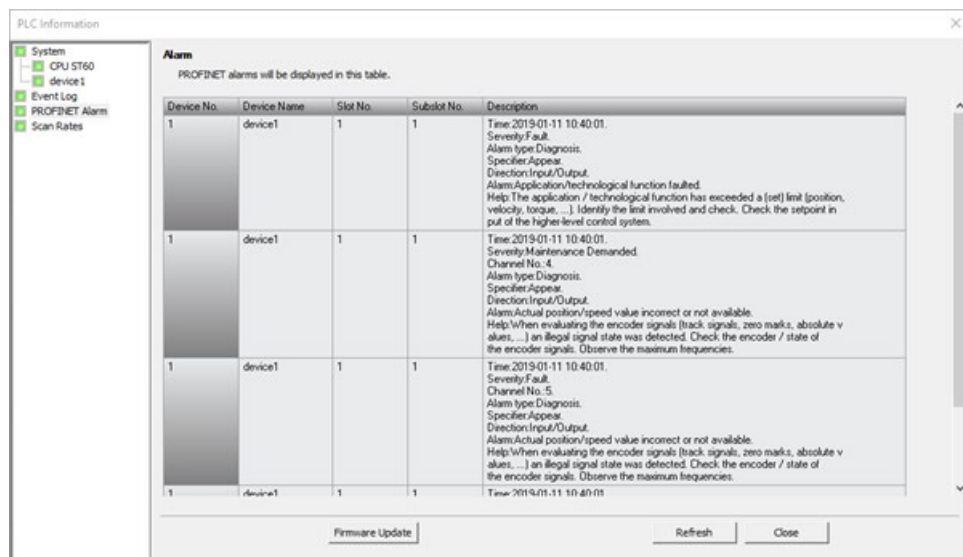 PLC Information
System
CPU ST60
device1
Event Log
PROFINET Alarm
Scan Rates
Alarm
PROFINET alarms will be displayed in this table.
Device No. Device Name Slot No. Subslot No. Description
1 device1 1 1 Time:2019-01-11 10:40:01.
Severity:Fault.
Alarm type:Diagnosis.
Specifier:Appear.
Direction:Input/Output.
Alarm:Application/technological function faulted.
Help:The application / technological function has exceeded a (set) limit (position,
velocity, torque, ...). Identify the limit involved and check. Check the setpoint in
put of the higher-level control system.
1 device1 1 1 Time:2019-01-11 10:40:01.
Severity:Maintenance Demanded.
Channel No.:4.
Alarm type:Diagnosis.
Specifier:Appear.
Direction:Input/Output.
Alarm:Actual position/speed value incorrect or not available.
Help:When evaluating the encoder signals (track signals, zero marks, absolute v
alues, ...) an illegal signal state was detected. Check the encoder / state of
the encoder signals. Observe the maximum frequencies.
1 device1 1 1 Time:2019-01-11 10:40:01.
Severity:Fault.
Channel No.:5.
Alarm type:Diagnosis.
Specifier:Appear.
Direction:Input/Output.
Alarm:Actual position/speed value incorrect or not available.
Help:When evaluating the encoder signals (track signals, zero marks, absolute v
alues, ...) an illegal signal state was detected. Check the encoder / state of
the encoder signals. Observe the maximum frequencies.
1 device1 1 1 Time:2019-01-11 10:40:01
Firmware Update Refresh Close